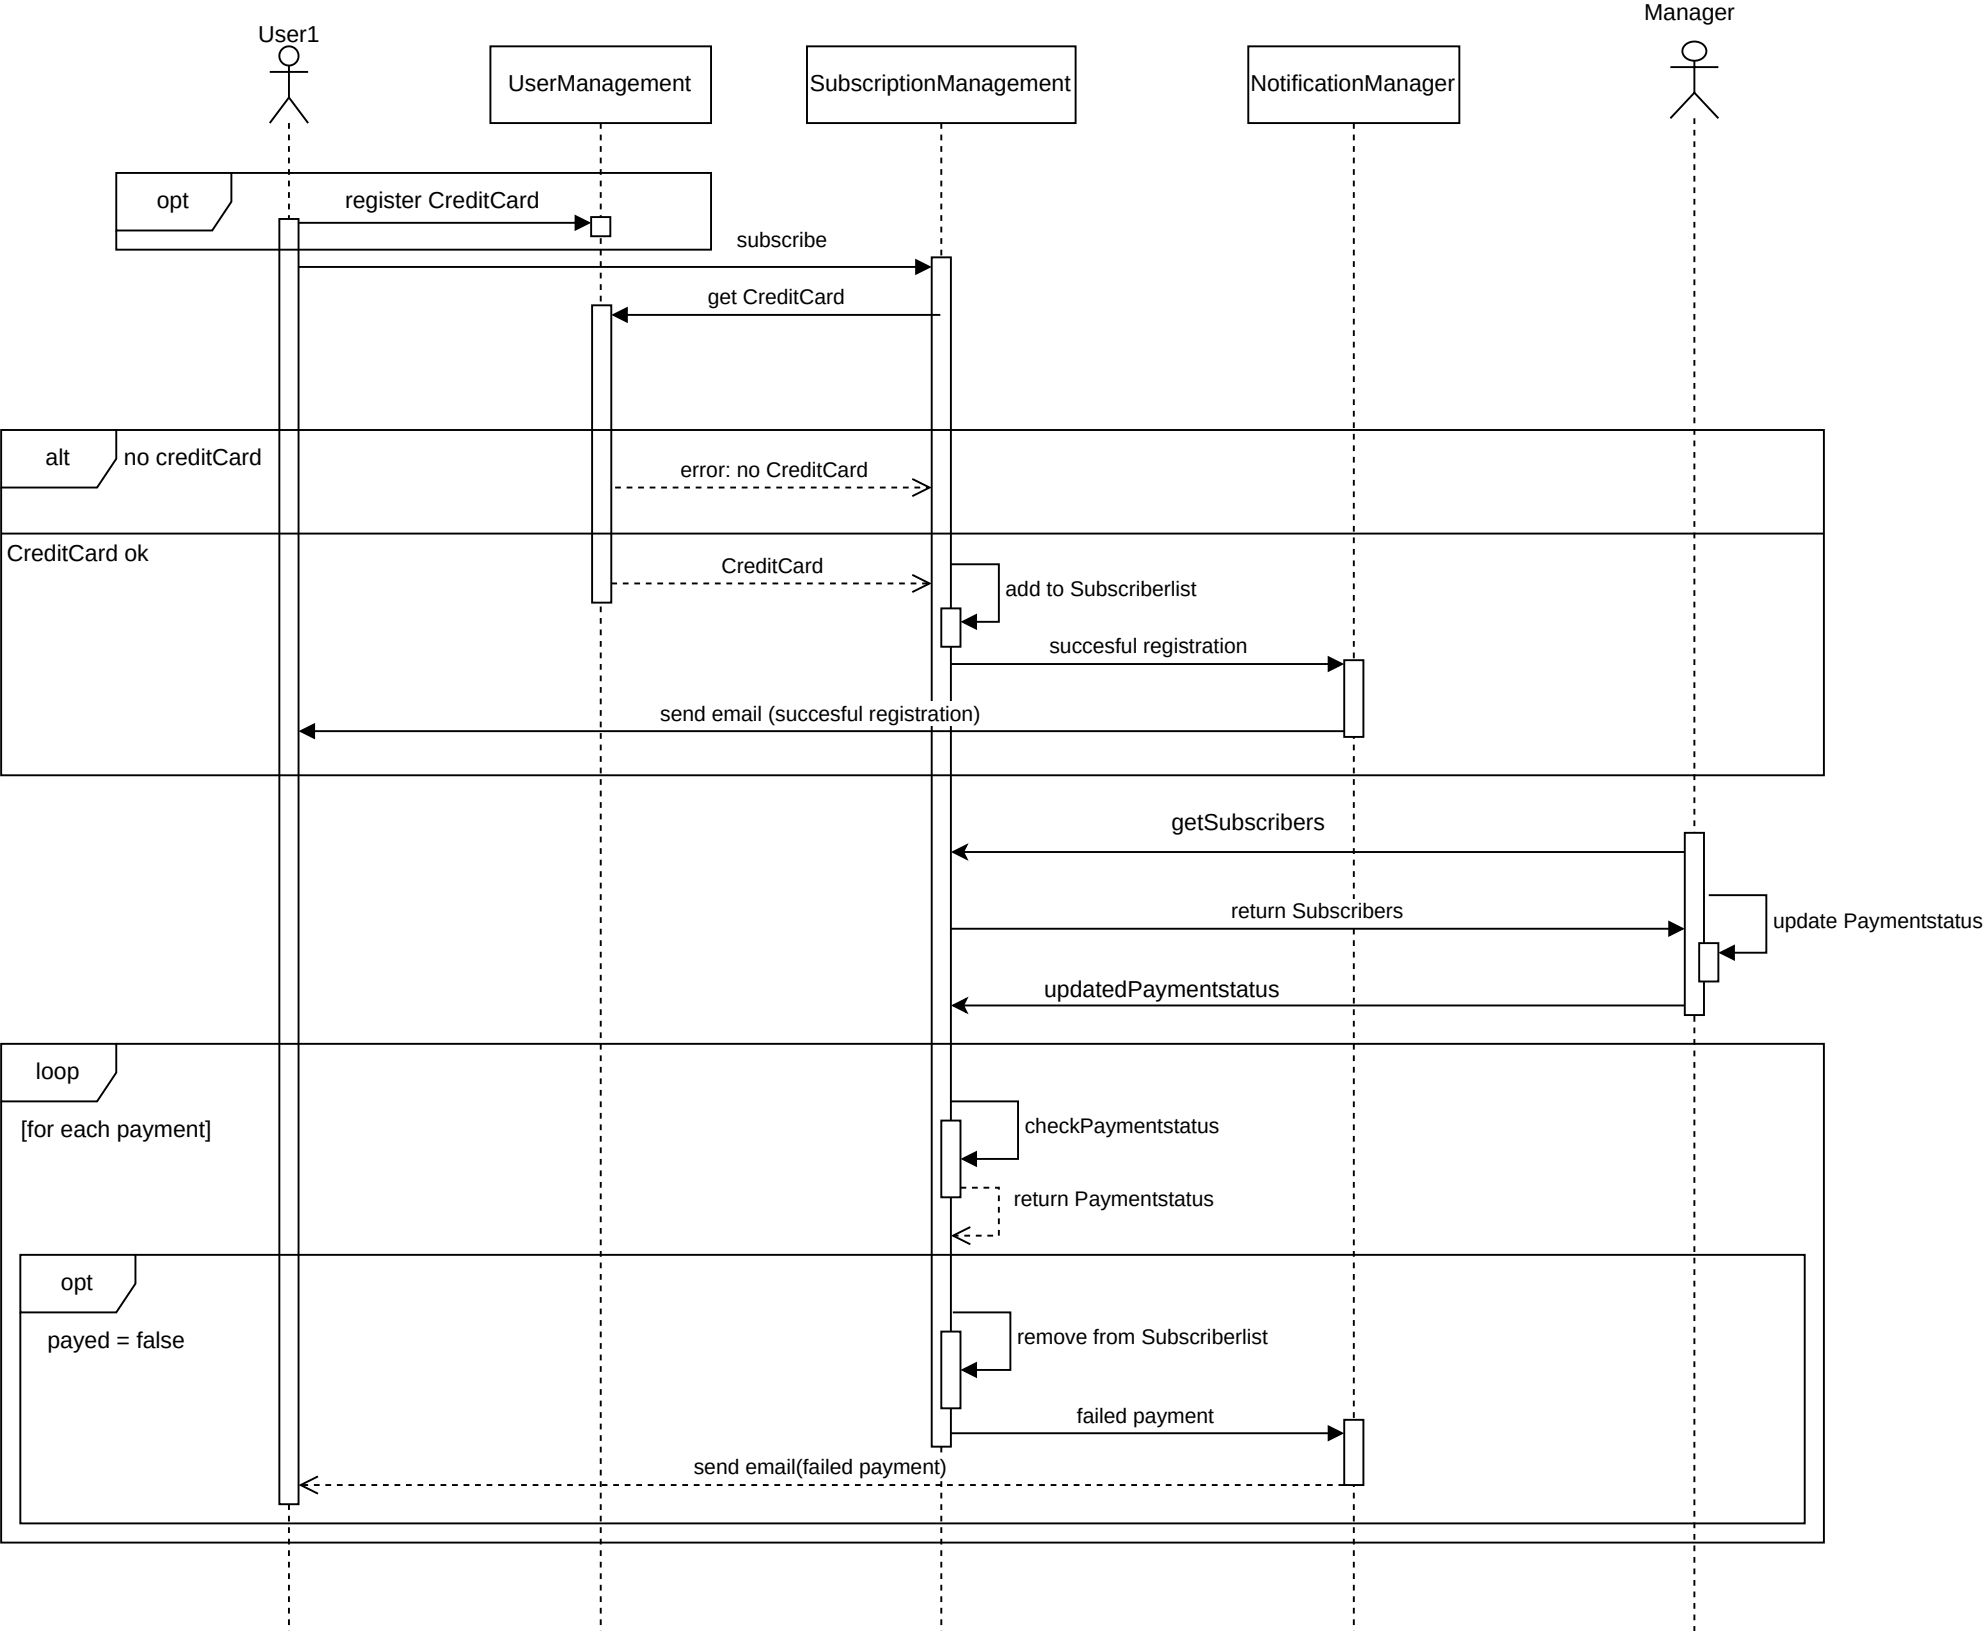 Manager
User1
UserManagement
SubscriptionManagement
NotificationManager
opt
register CreditCard
subscribe
get CreditCard
alt
no creditCard
error: no CreditCard
CreditCard ok
CreditCard
add to Subscriberlist
succesful registration
send email (succesful registration)
getSubscribers
return Subscribers
update Paymentstatus
updatedPaymentstatus
loop
[for each payment]
checkPaymentstatus
return Paymentstatus
opt
payed = false
remove from Subscriberlist
failed payment
send email(failed payment)